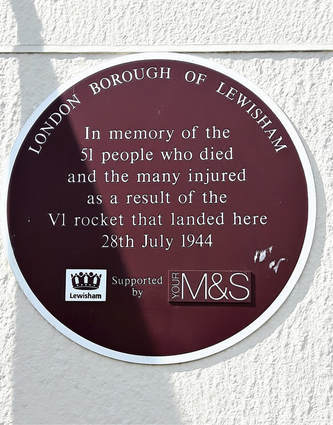 LONDON BOROUGH OF LEWISHAM
In memory of the
51 people who died
and the many injured
as a result of the
V1 rocket that landed here
28th July 1944
Lewisham
Supported
by
YOUR M&S